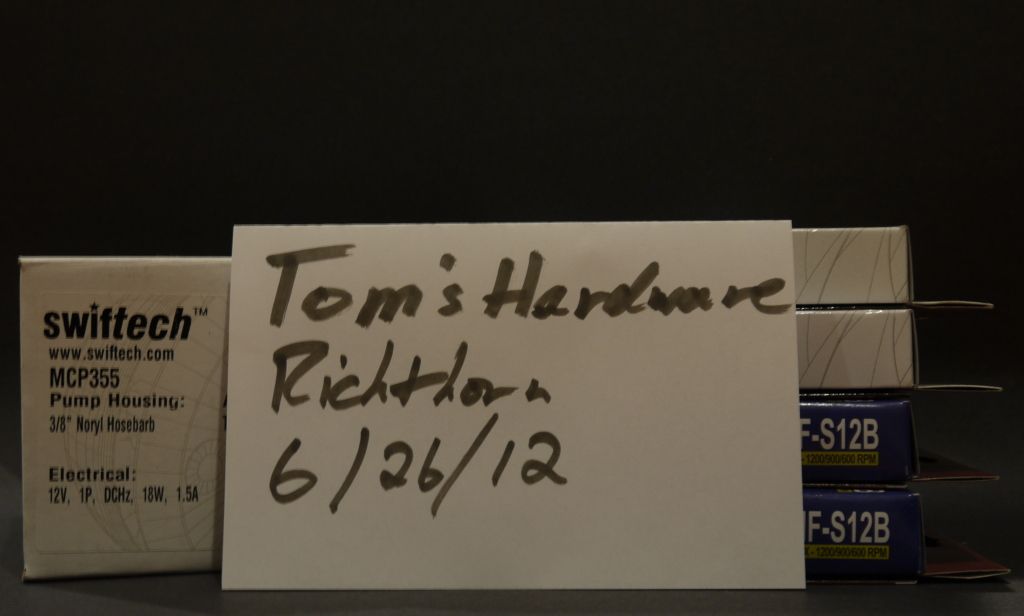 swiftech™
www.swiftech.com
MCP355
Pump Housing:
3/8" Noryl Hosebarb
Electrical:
12V, 1P, DCHz, 18W, 1.5A
Tom's Hardware
Richthorn
6/26/12
F-S12B
- 1200/900/600 RPM
IF-S12B
- 1200/900/600 RPM